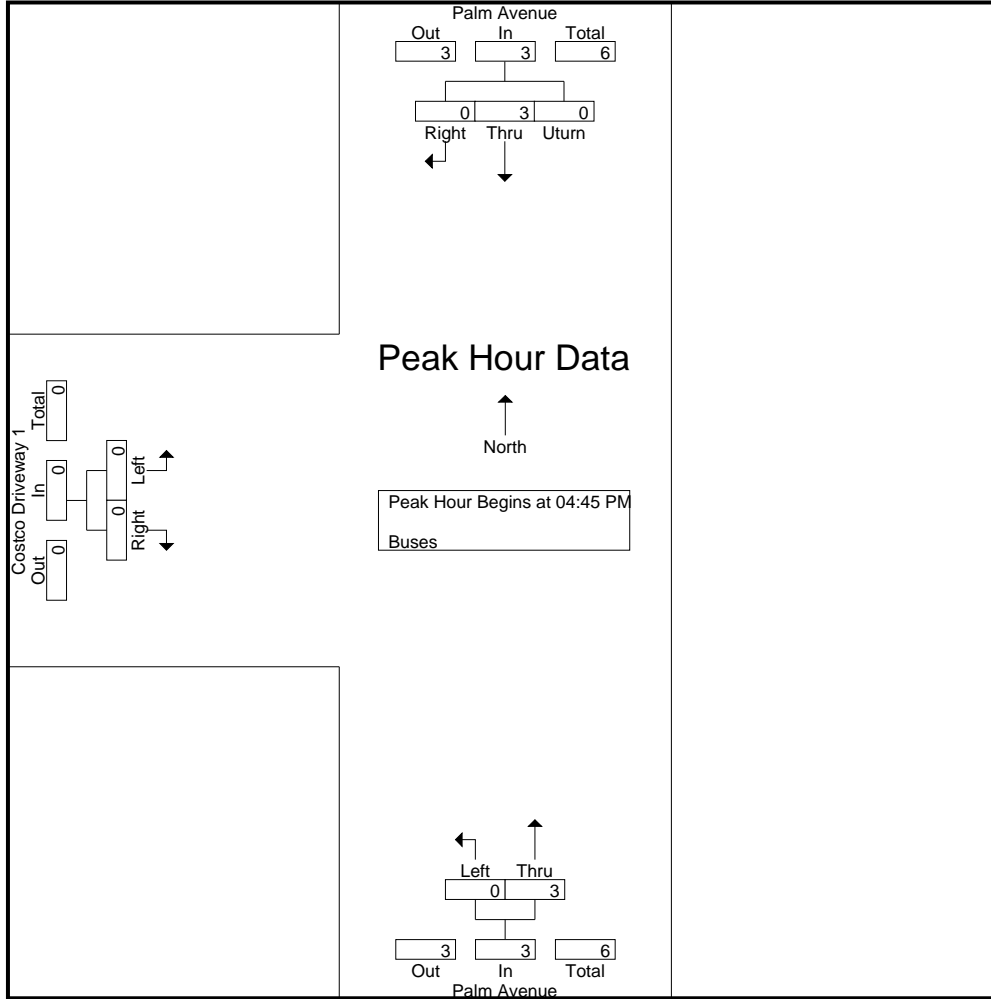 Palm Avenue
Out In Total
3 3 6
0 3 0
Right Thru Uturn
Peak Hour Data
North
Peak Hour Begins at 04:45 PM
Buses
Costco Driveway 1
Out In Total
0 0 0
Right Left
0 0
Left Thru
0 3
3 3 6
Out In Total
Palm Avenue